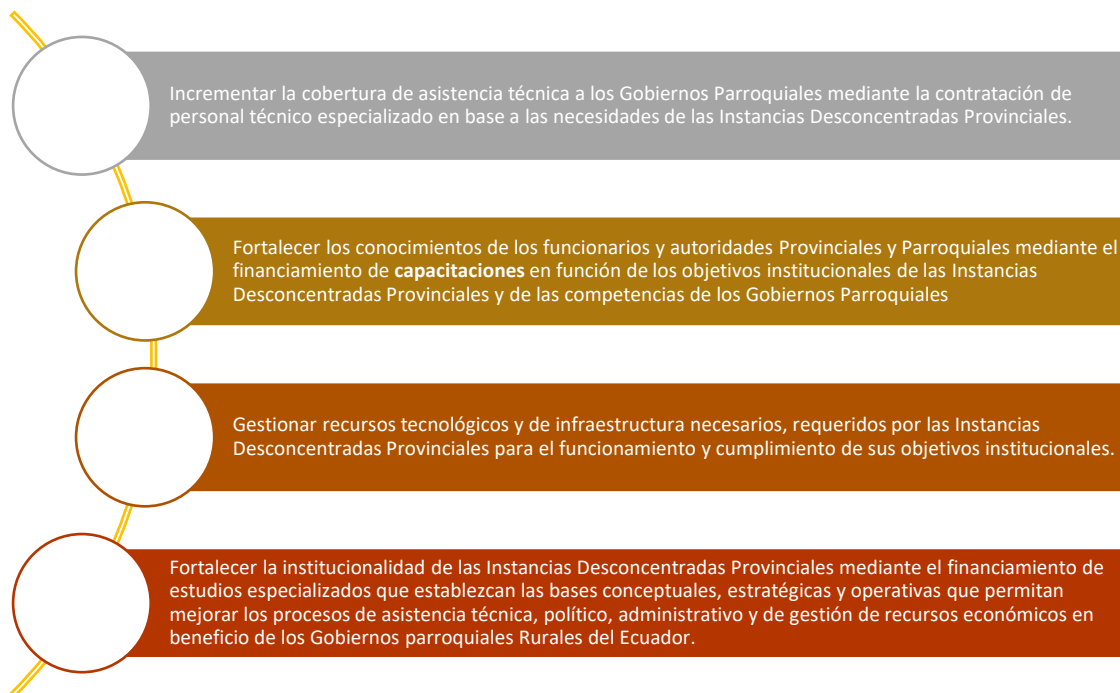 Incrementar la cobertura de asistencia técnica a los Gobiernos Parroquiales mediante la contratación de
personal técnico especializado en base a las necesidades de las Instancias Desconcentradas Provinciales.
Fortalecer los conocimientos de los funcionarios y autoridades Provinciales y Parroquiales mediante el
financiamiento de capacitaciones en función de los objetivos institucionales de las Instancias
Desconcentradas Provinciales y de las competencias de los Gobiernos Parroquiales
Gestionar recursos tecnológicos y de infraestructura necesarios, requeridos por las Instancias
Desconcentradas Provinciales para el funcionamiento y cumplimiento de sus objetivos institucionales.
Fortalecer la institucionalidad de las Instancias Desconcentradas Provinciales mediante el financiamiento de
estudios especializados que establezcan las bases conceptuales, estratégicas y operativas que permitan
mejorar los procesos de asistencia técnica, político, administrativo y de gestión de recursos económicos en
beneficio de los Gobiernos parroquiales Rurales del Ecuador.